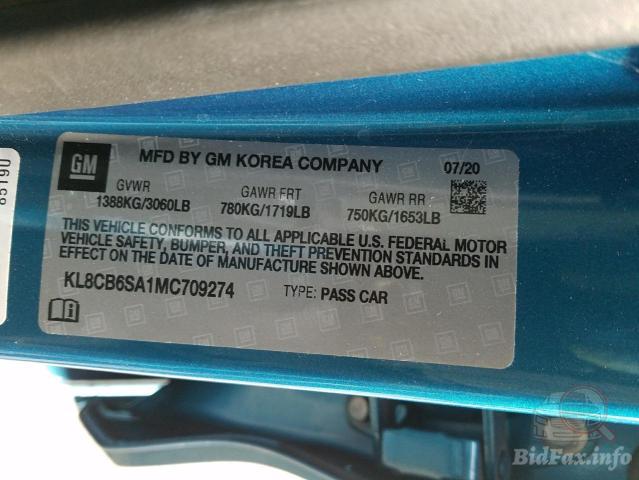 GM
MFD BY GM KOREA COMPANY
07/20
GVWR
1388KG/3060LB
GAWR FRT
780KG/1719LB
GAWR RR
750KG/1653LB
THIS VEHICLE CONFORMS TO ALL APPLICABLE U.S. FEDERAL MOTOR
VEHICLE SAFETY, BUMPER, AND THEFT PREVENTION STANDARDS IN
EFFECT ON THE DATE OF MANUFACTURE SHOWN ABOVE.
KL8CB6SA1MC709274
TYPE: PASS CAR
BidFax.info